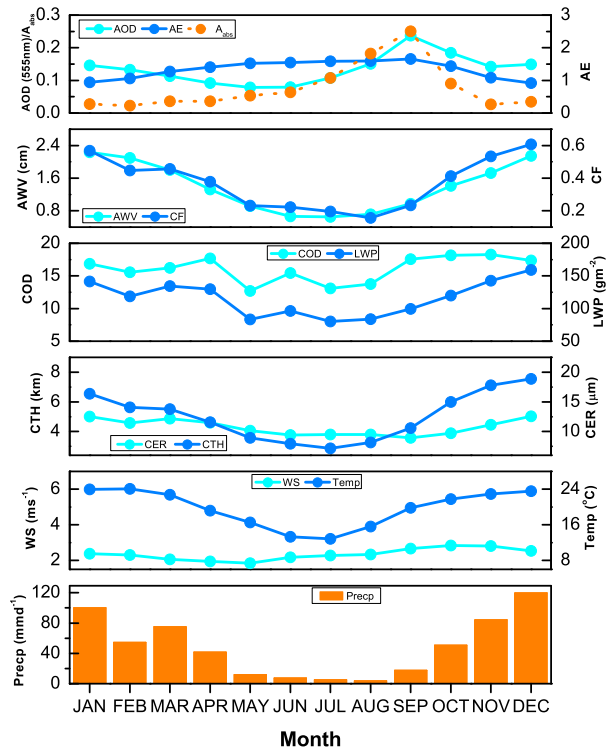 0.3
0.2
0.1
0.0
AOD (555nm)/A_abs
AOD AE A_abs
3
2
1
0
AE
2.4
1.6
0.8
AWV (cm)
AWV CF
0.6
0.4
0.2
CF
20
15
10
5
COD
COD LWP
200
150
100
50
LWP (gm⁻²)
8
6
4
CTH (km)
CER CTH
20
15
10
CER (μm)
6
4
2
WS (ms⁻¹)
WS Temp
24
16
8
Temp (°C)
120
80
40
0
Precp (mmd⁻¹)
Precp
JAN FEB MAR APR MAY JUN JUL AUG SEP OCT NOV DEC
Month